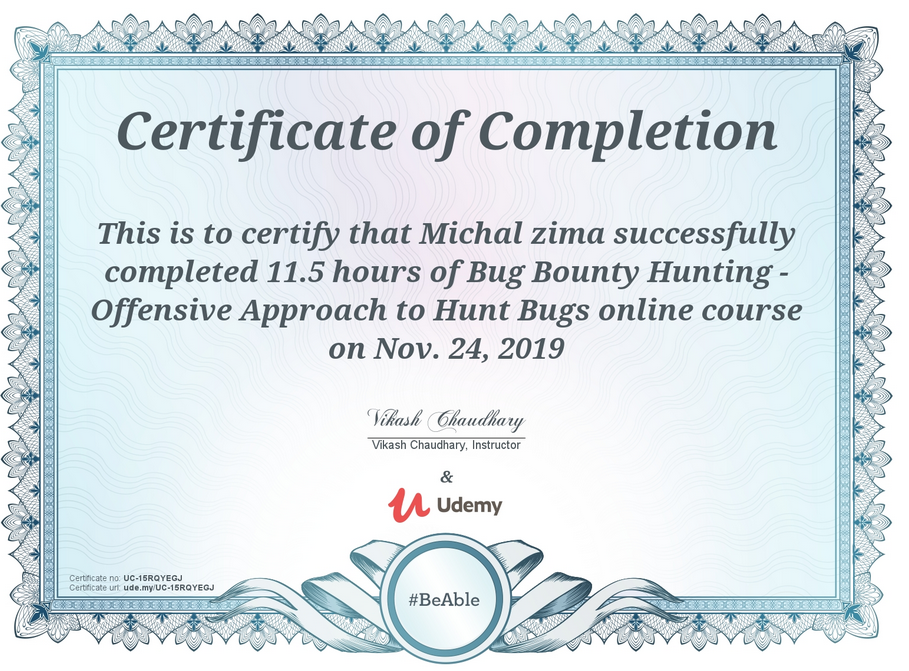 Certificate of Completion
This is to certify that Michal zima successfully
completed 11.5 hours of Bug Bounty Hunting -
Offensive Approach to Hunt Bugs online course
on Nov. 24, 2019
Vikash Chaudhary
Vikash Chaudhary, Instructor
&
Udemy
Certificate no: UC-15RQYEGJ
Certificate url: ude.my/UC-15RQYEGJ
#BeAble